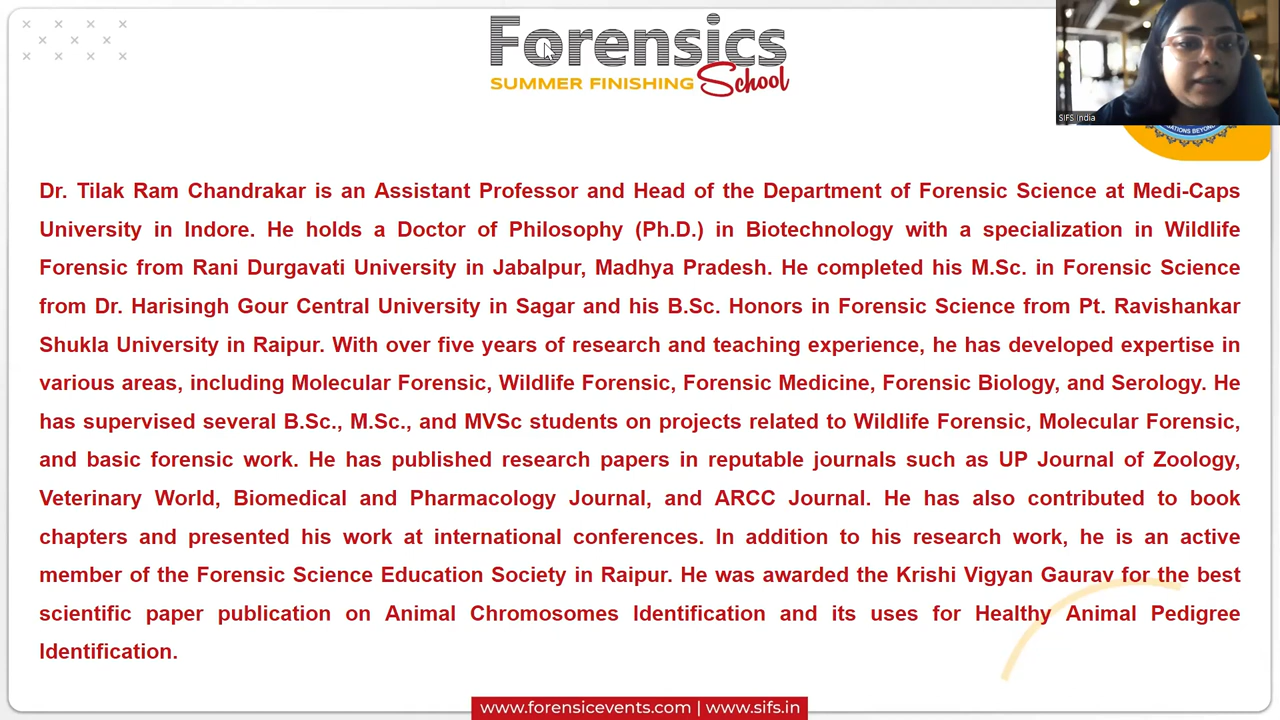 Forensics
SUMMER FINISHING School
SIFS India
Dr. Tilak Ram Chandrakar is an Assistant Professor and Head of the Department of Forensic Science at Medi-Caps
University in Indore. He holds a Doctor of Philosophy (Ph.D.) in Biotechnology with a specialization in Wildlife
Forensic from Rani Durgavati University in Jabalpur, Madhya Pradesh. He completed his M.Sc. in Forensic Science
from Dr. Harisingh Gour Central University in Sagar and his B.Sc. Honors in Forensic Science from Pt. Ravishankar
Shukla University in Raipur. With over five years of research and teaching experience, he has developed expertise in
various areas, including Molecular Forensic, Wildlife Forensic, Forensic Medicine, Forensic Biology, and Serology. He
has supervised several B.Sc., M.Sc., and MVSc students on projects related to Wildlife Forensic, Molecular Forensic,
and basic forensic work. He has published research papers in reputable journals such as UP Journal of Zoology,
Veterinary World, Biomedical and Pharmacology Journal, and ARCC Journal. He has also contributed to book
chapters and presented his work at international conferences. In addition to his research work, he is an active
member of the Forensic Science Education Society in Raipur. He was awarded the Krishi Vigyan Gaurav for the best
scientific paper publication on Animal Chromosomes Identification and its uses for Healthy Animal Pedigree
Identification.
www.forensicevents.com | www.sifs.in